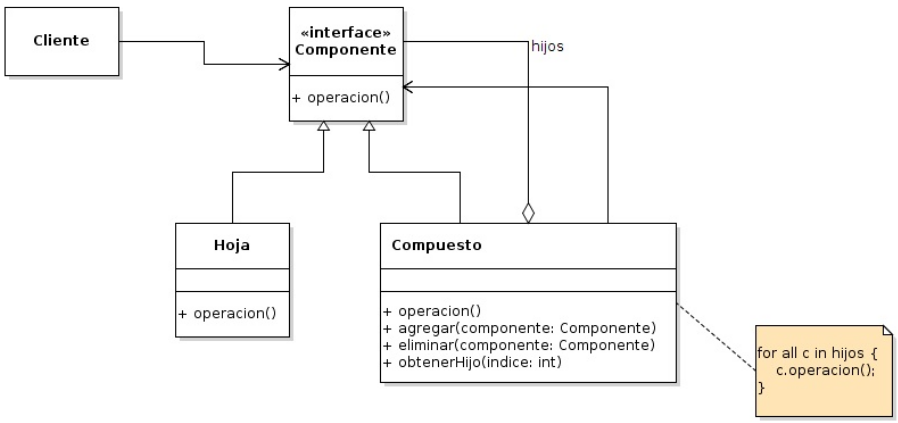 Cliente
«interface»
Componente
+ operacion()
hijos
Hoja
+ operacion()
Compuesto
+ operacion()
+ agregar(componente: Componente)
+ eliminar(componente: Componente)
+ obtenerHijo(indice: int)
for all c in hijos {
c.operacion();
}